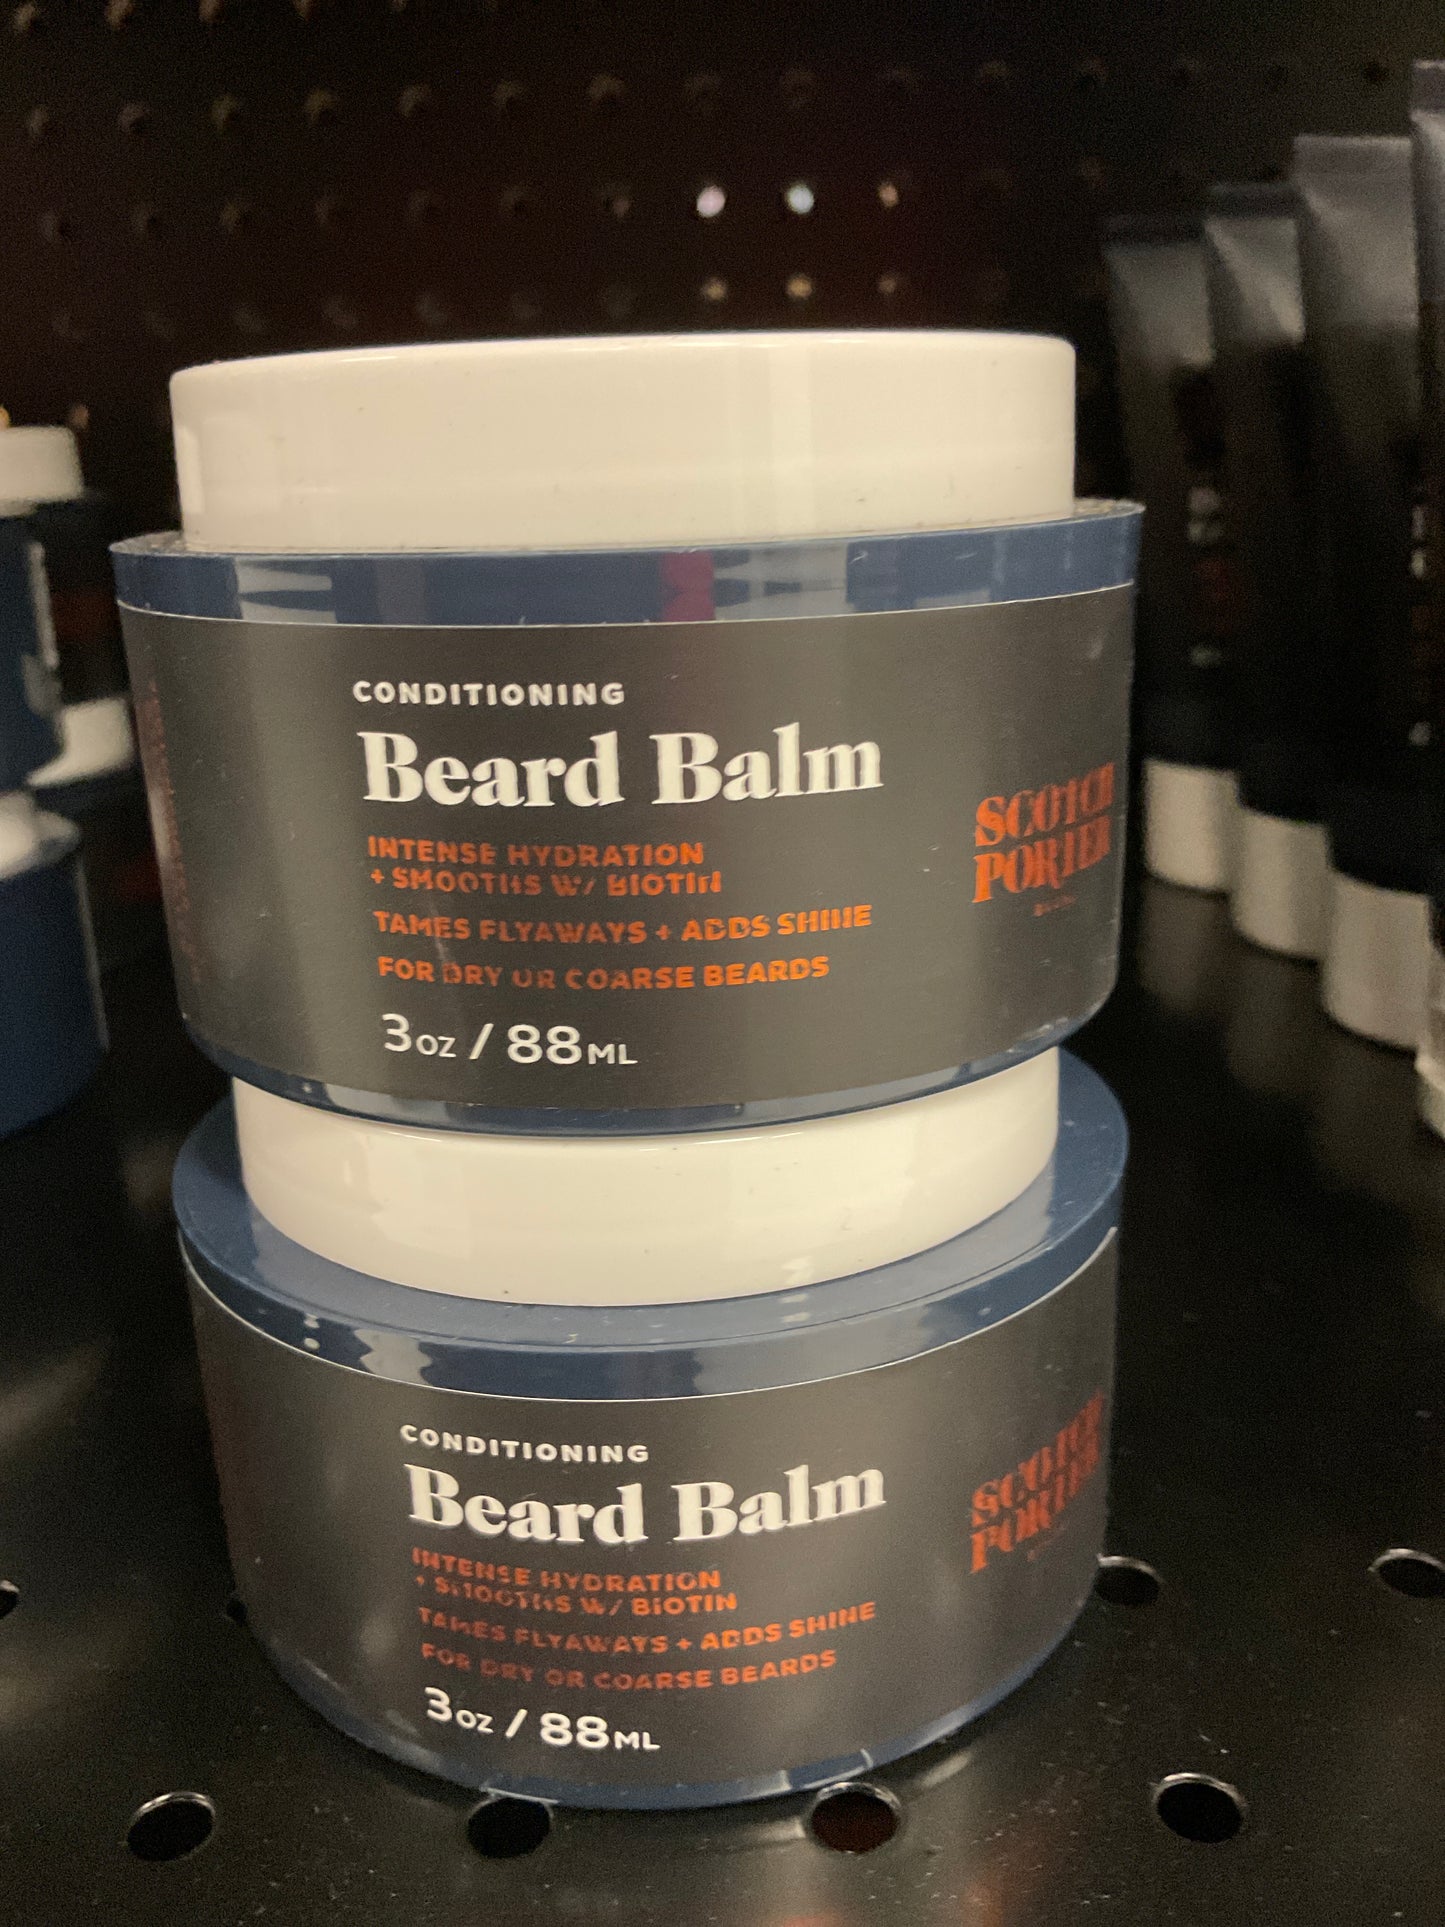 CONDITIONING
Beard Balm
INTENSE HYDRATION
+ SMOOTHS W/ BIOTIN
TAMES FLYAWAYS + ADDS SHINE
FOR DRY OR COARSE BEARDS
3oz / 88ML
SCOTCH
PORTER
CONDITIONING
Beard Balm
INTENSE HYDRATION
+ SMOOTHS W/ BIOTIN
TAMES FLYAWAYS + ADDS SHINE
FOR DRY OR COARSE BEARDS
3oz / 88ML
SCOTCH
PORTER